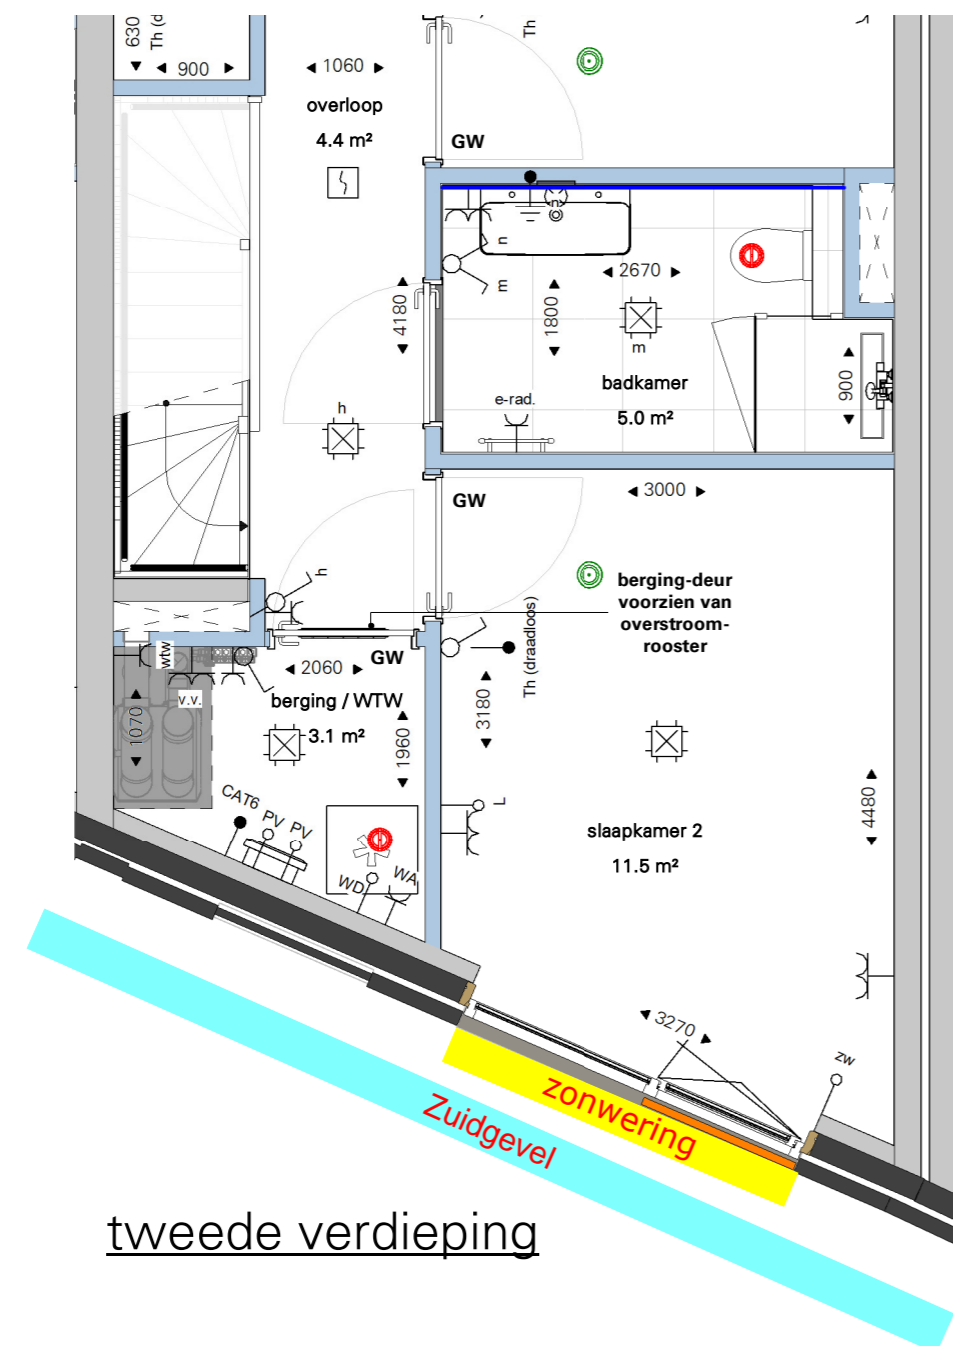 630
Th (d
900
1060
overloop
4.4 m²
Th
GW
n
n
m
2670
4180
1800
m
badkamer
5.0 m²
900
e-rad.
h
GW
3000
h
berging-deur
voorzien van
overstroom-
rooster
Th (draadloos)
wtw
v.v.
2060
GW
berging / WTW
3.1 m²
1070
1960
3180
CAT6
PV
PV
WD
WA
L
slaapkamer 2
11.5 m²
4480
3270
zw
zonwering
Zuidgevel
tweede verdieping